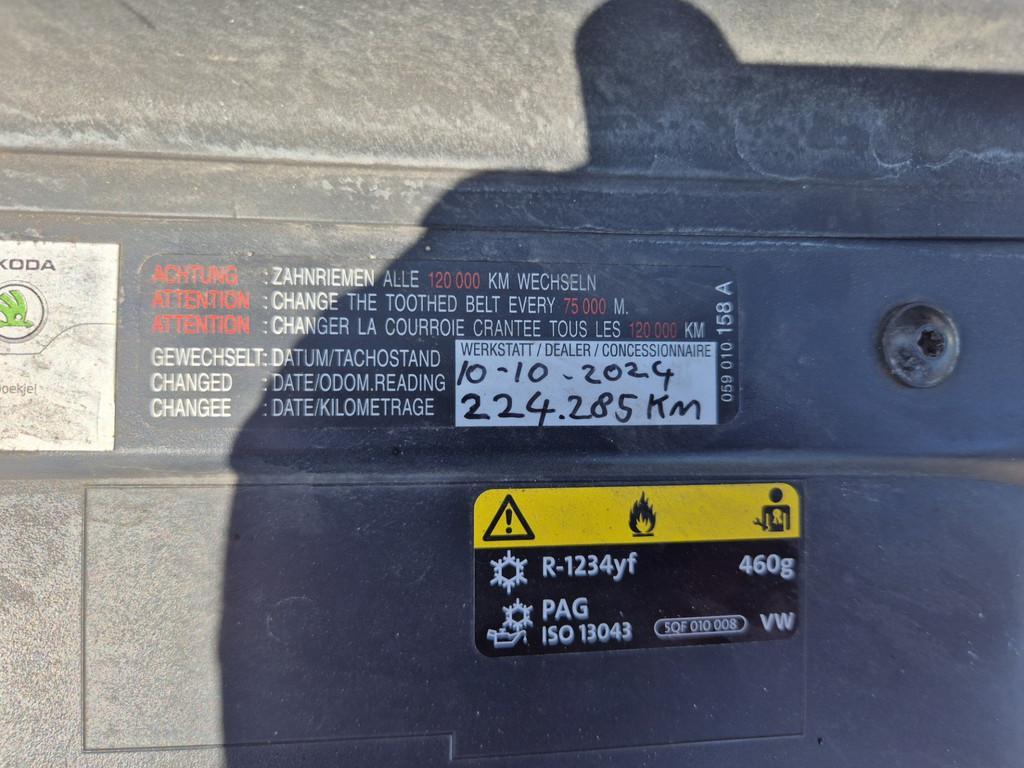 KODA
ACHTUNG : ZAHNRIEMEN ALLE 120 000 KM WECHSELN
ATTENTION : CHANGE THE TOOTHED BELT EVERY 75 000 M.
ATTENTION : CHANGER LA COURROIE CRANTEE TOUS LES 120 000 KM
GEWECHSELT: DATUM/TACHOSTAND
CHANGED : DATE/ODOM.READING
CHANGEE : DATE/KILOMETRAGE
WERKSTATT / DEALER / CONCESSIONNAIRE
10-10-2024
224.285 KM
059 010 158 A
R-1234yf 460g
PAG
ISO 13043 5QF 010 008 VW